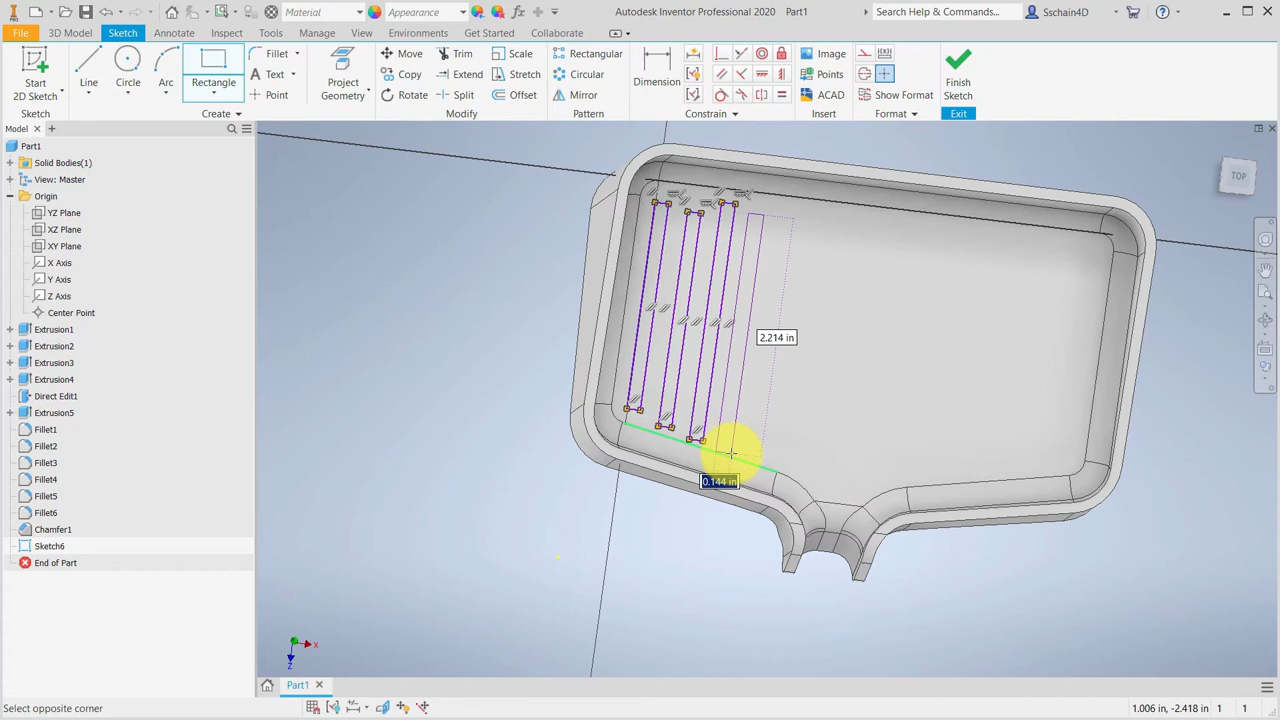 Material
Appearance
Autodesk Inventor Professional 2020 Part1
Search Help & Commands...
Sschain4D
File
Sketch
3D Model
Sketch
Annotate
Inspect
Tools
Manage
View
Environments
Get Started
Collaborate
Start
2D Sketch
Line
Circle
Arc
Rectangle
Fillet
Text
Point
Project
Geometry
Move
Copy
Rotate
Trim
Extend
Split
Scale
Stretch
Offset
Rectangular
Circular
Mirror
Dimension
Image
Points
ACAD
Show Format
Finish
Sketch
Sketch
Create
Modify
Pattern
Constrain
Insert
Format
Exit
Model
Part1
Solid Bodies(1)
View: Master
Origin
YZ Plane
XZ Plane
XY Plane
X Axis
Y Axis
Z Axis
Center Point
Extrusion1
Extrusion2
Extrusion3
Extrusion4
Direct Edit1
Extrusion5
Fillet1
Fillet2
Fillet3
Fillet4
Fillet5
Fillet6
Chamfer1
Sketch6
End of Part
TOP
2.214 in
0.144 in
X
Z
Part1
Select opposite corner
1.006 in, -2.418 in
1
1